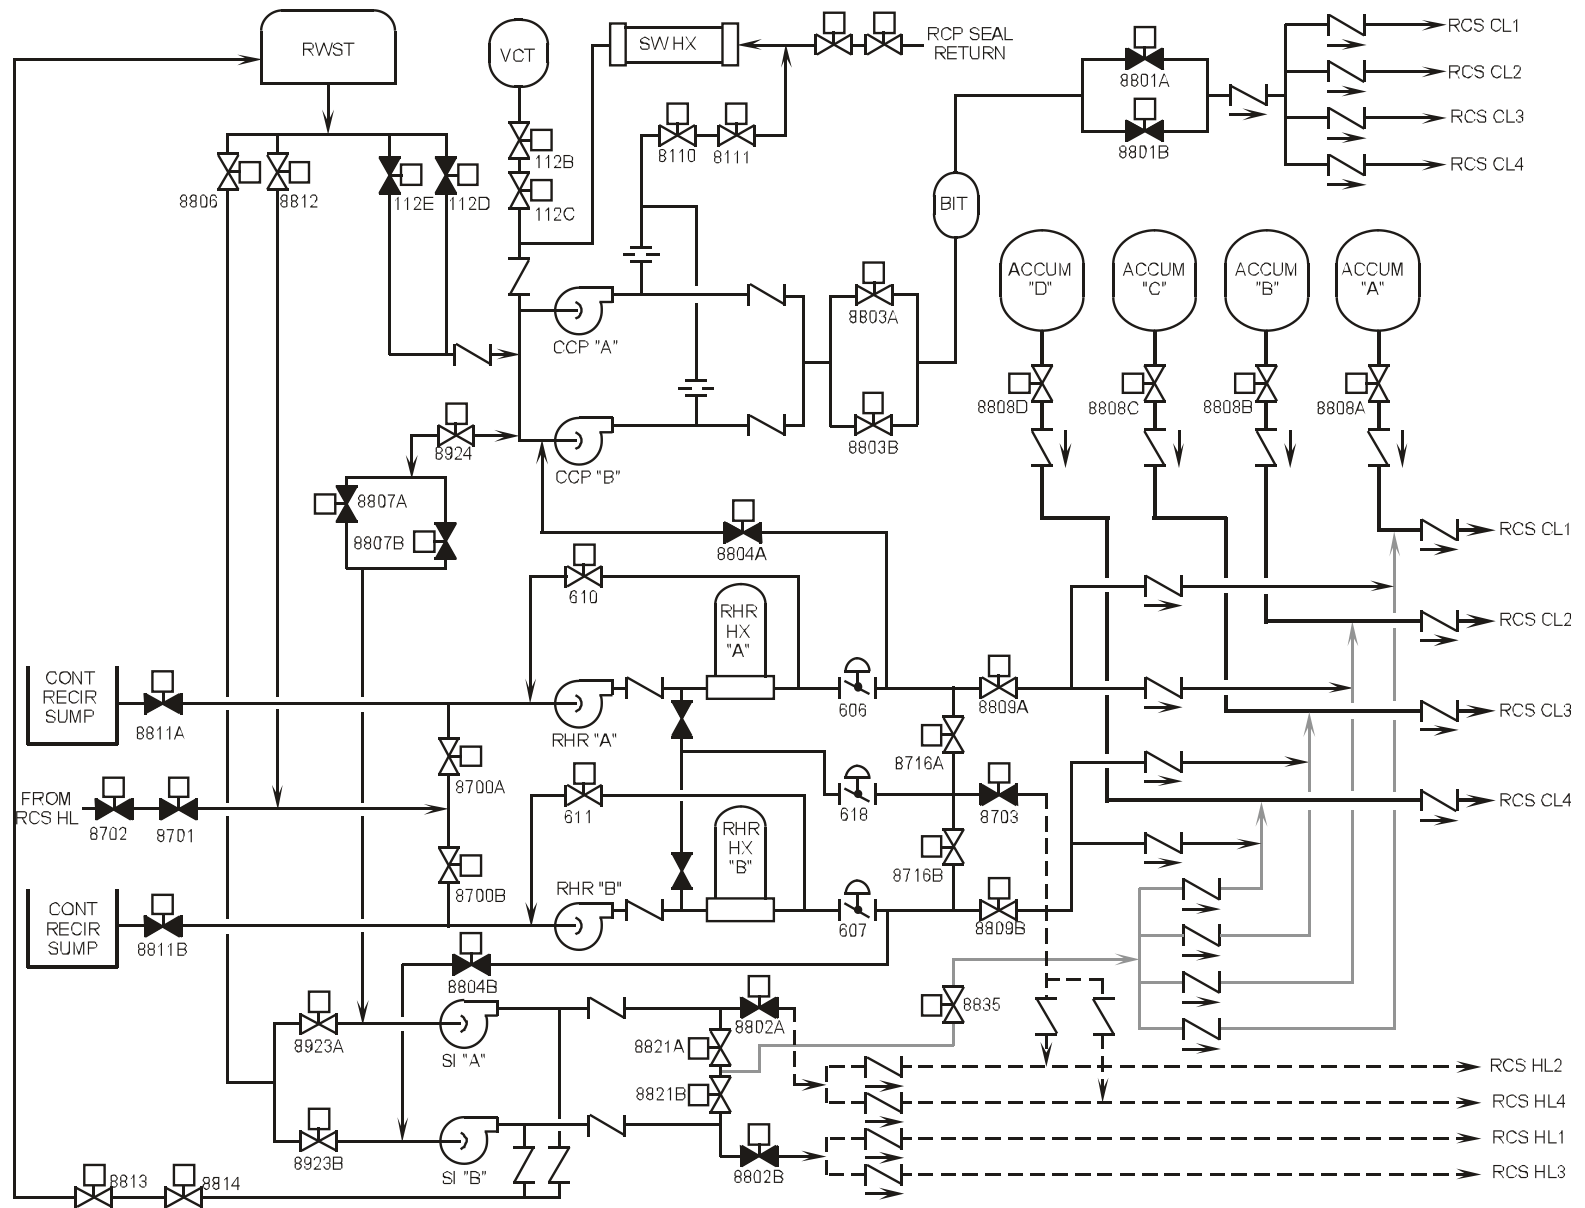 RWST
VCT
SW HX
RCP SEAL
RETURN
8801A
8801B
RCS CL1
RCS CL2
RCS CL3
RCS CL4
8806
8812
112E
112D
112B
112C
8110
8111
BIT
ACCUM
"D"
ACCUM
"C"
ACCUM
"B"
ACCUM
"A"
CCP "A"
8803A
8808D
8808C
8808B
8808A
8924
CCP "B"
8803B
8807A
8807B
8804A
RCS CL1
610
RHR
HX
"A"
RCS CL2
CONT
RECIR
SUMP
8811A
RHR "A"
606
8809A
RCS CL3
8716A
8700A
FROM
RCS HL
8702
8701
611
618
8703
RCS CL4
RHR
HX
"B"
8716B
8700B
RHR "B"
CONT
RECIR
SUMP
8811B
607
8809B
8804B
8802A
8835
8923A
SI "A"
8821A
8821B
RCS HL2
RCS HL4
8923B
SI "B"
8802B
RCS HL1
RCS HL3
8813
8814